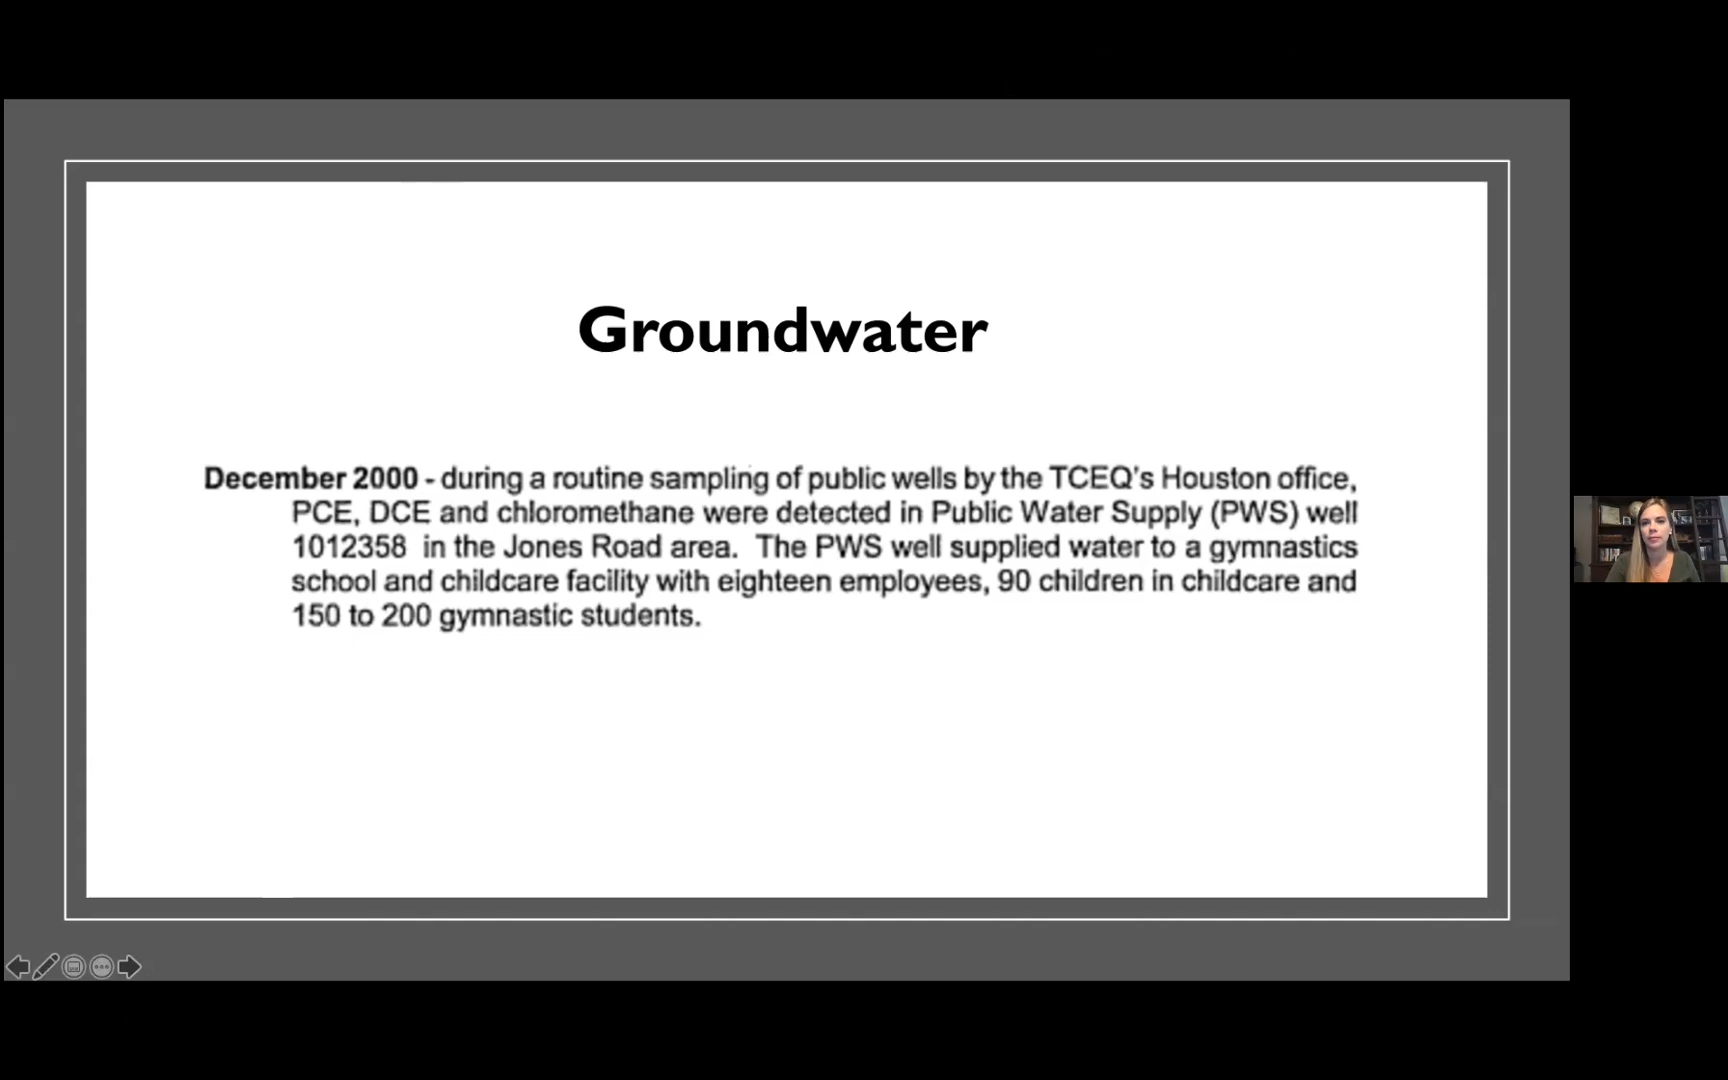 Groundwater
December 2000 - during a routine sampling of public wells by the TCEQ's Houston office,
PCE, DCE and chloromethane were detected in Public Water Supply (PWS) well
1012358 in the Jones Road area. The PWS well supplied water to a gymnastics
school and childcare facility with eighteen employees, 90 children in childcare and
150 to 200 gymnastic students.